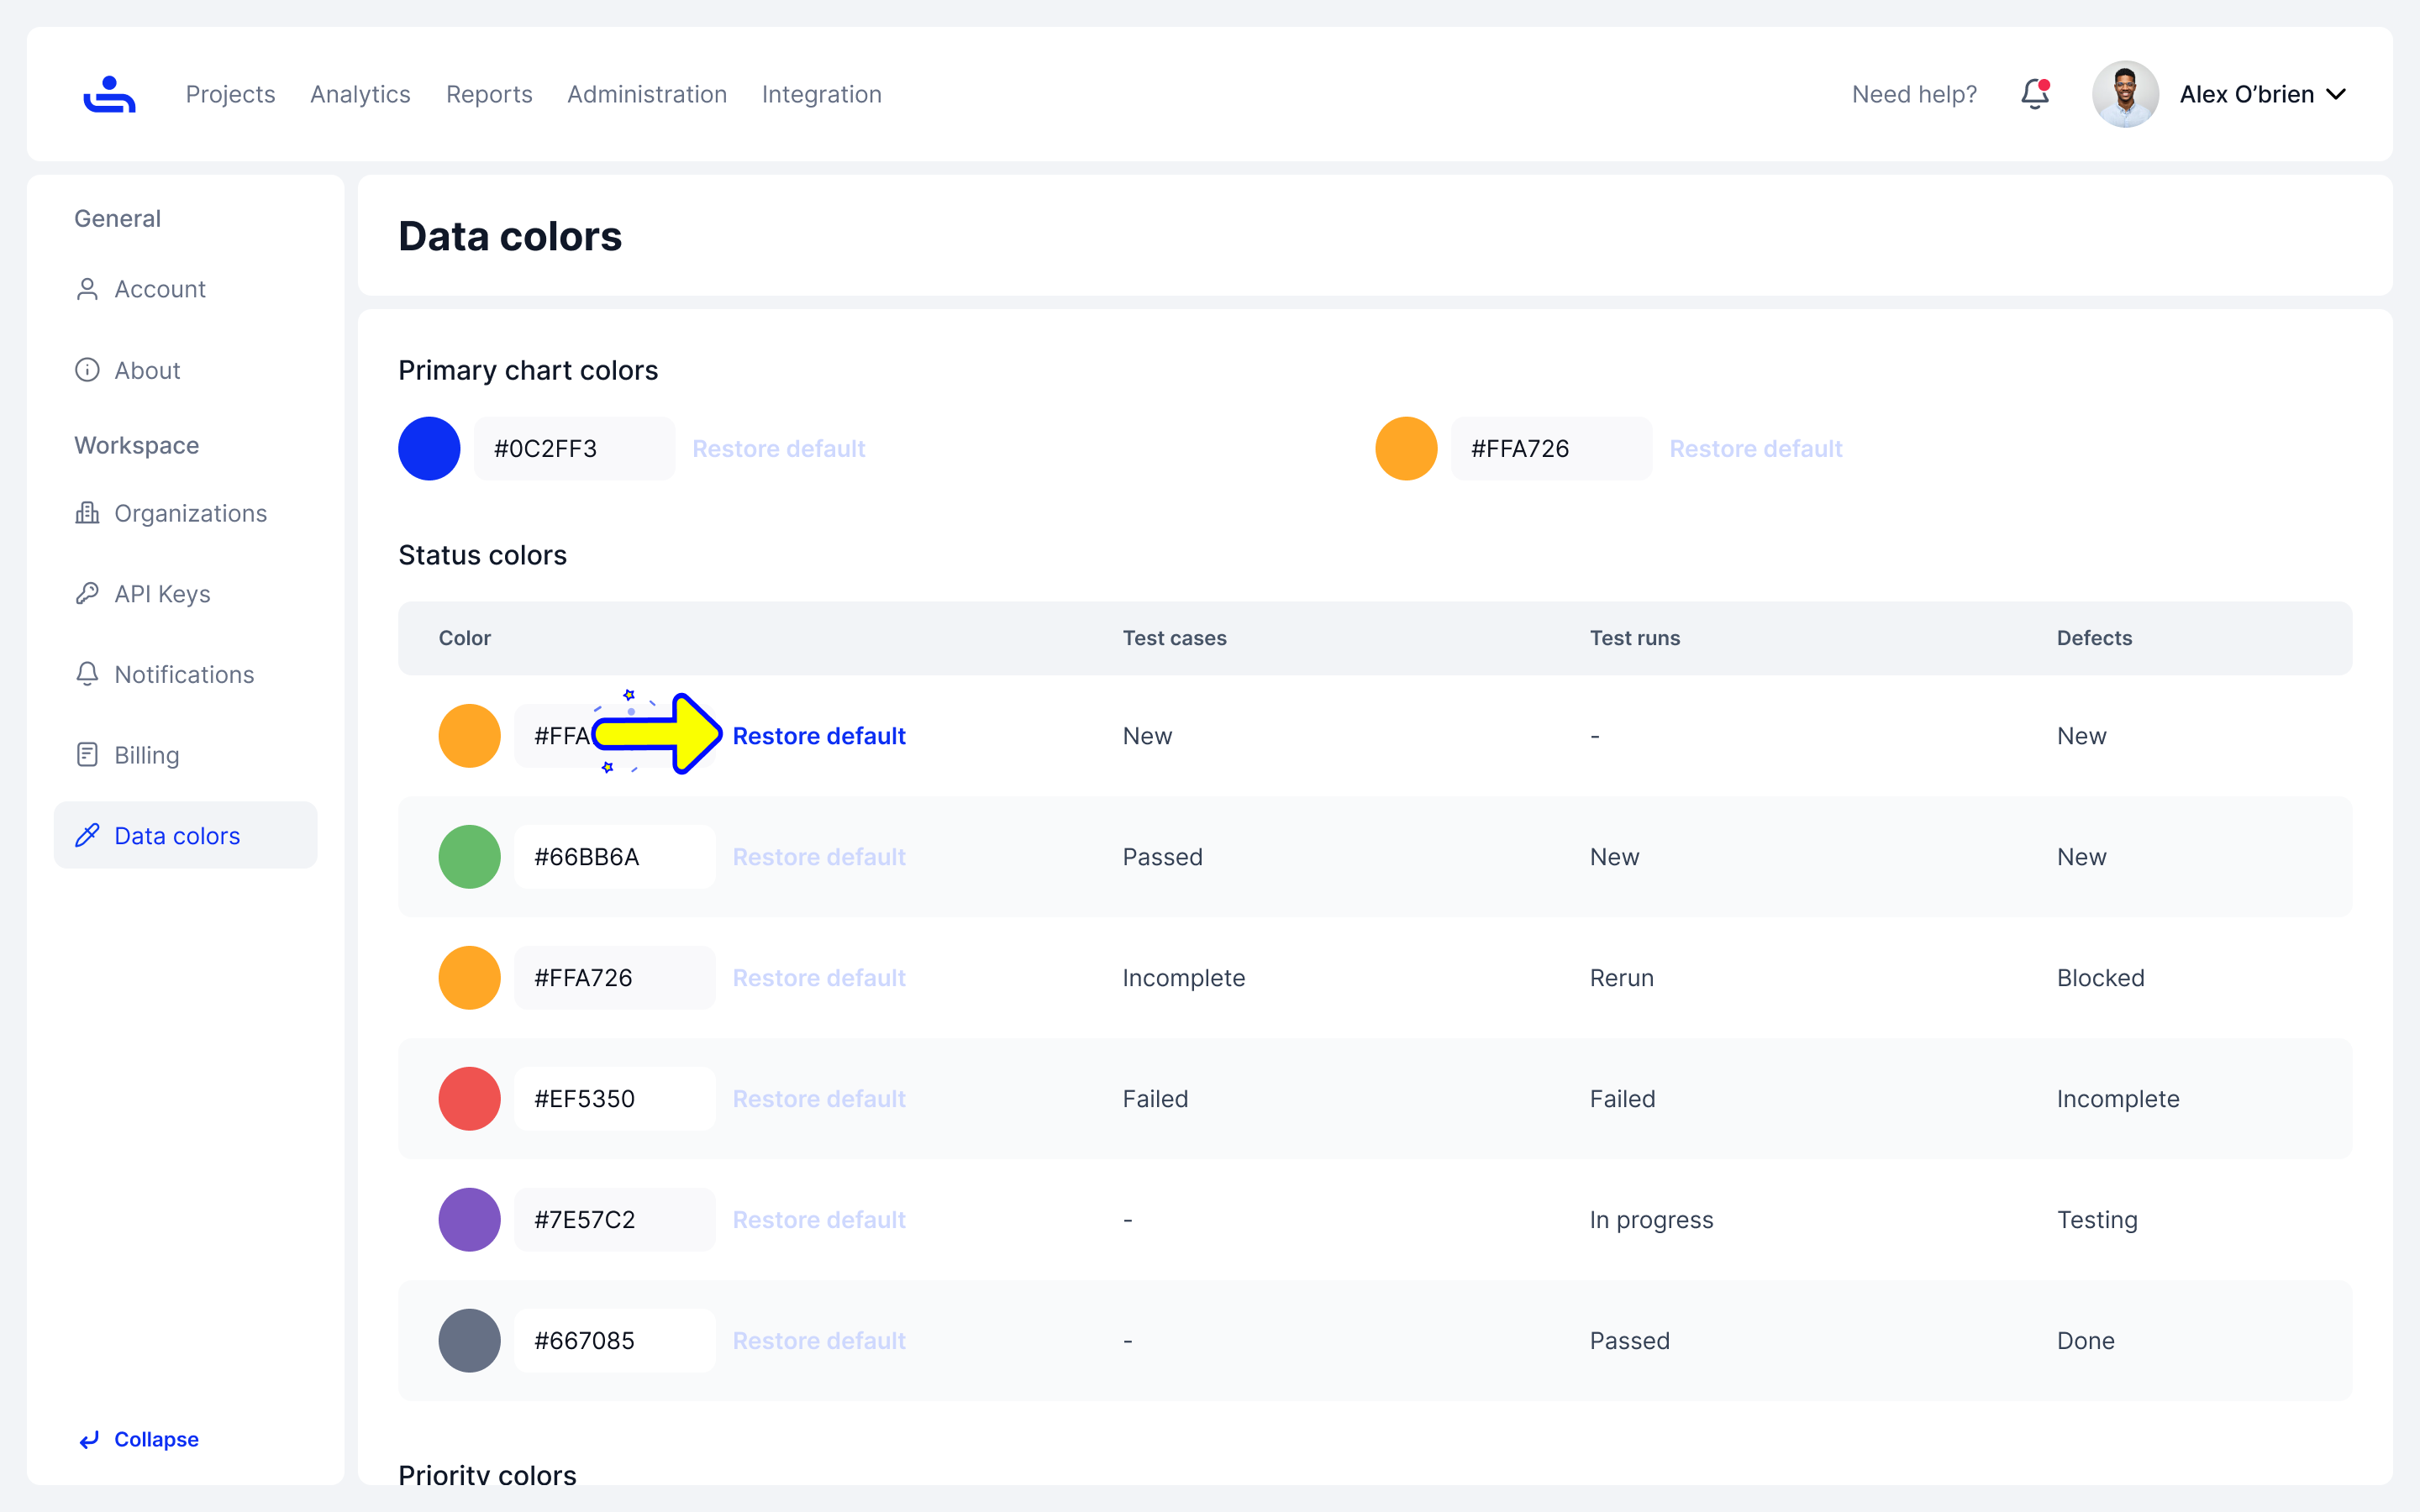 Projects Analytics Reports Administration Integration Need help? Alex O’brien
General
Account
About
Workspace
Organizations
API Keys
Notifications
Billing
Data colors
Collapse
Data colors
Primary chart colors
#0C2FF3 Restore default #FFA726 Restore default
Status colors
Color Test cases Test runs Defects
#FFA Restore default New - New
#66BB6A Restore default Passed New New
#FFA726 Restore default Incomplete Rerun Blocked
#EF5350 Restore default Failed Failed Incomplete
#7E57C2 Restore default - In progress Testing
#667085 Restore default - Passed Done
Priority colors